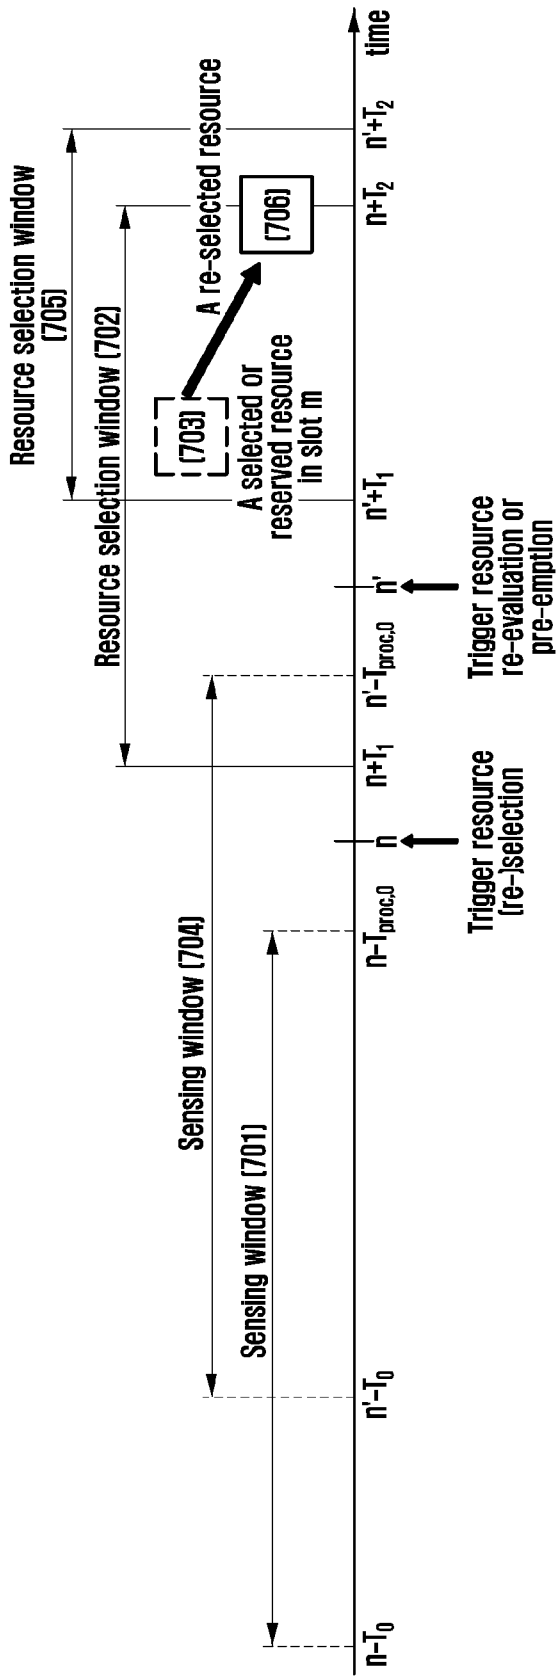 Resource selection window
(705)
Resource selection window (702)
Sensing window (704)
Sensing window (701)
(703)
A re-selected resource
(706)
A selected or
reserved resource
in slot m
n-T0
n'-T0
n-Tproc,0
n
n+T1
n'-Tproc,0
n'
n'+T1
n+T2
n'+T2
time
Trigger resource
(re-)selection
Trigger resource
re-evaluation or
pre-emption